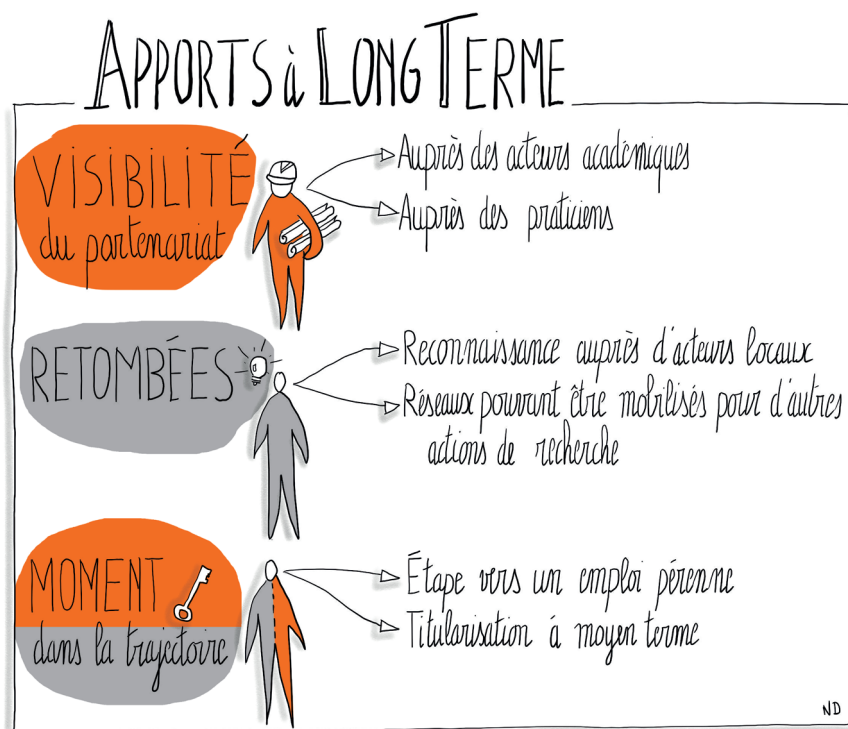 APPORTS à LONG TERME
VISIBILITÉ
du partenariat
Auprès des acteurs académiques
Auprès des praticiens
RETOMBÉES
Reconnaissance auprès d'acteurs locaux
Réseaux pouvant être mobilisés pour d'autres
actions de recherche
MOMENT clé
dans la trajectoire
Étape vers un emploi pérenne
Titularisation à moyen terme
ND